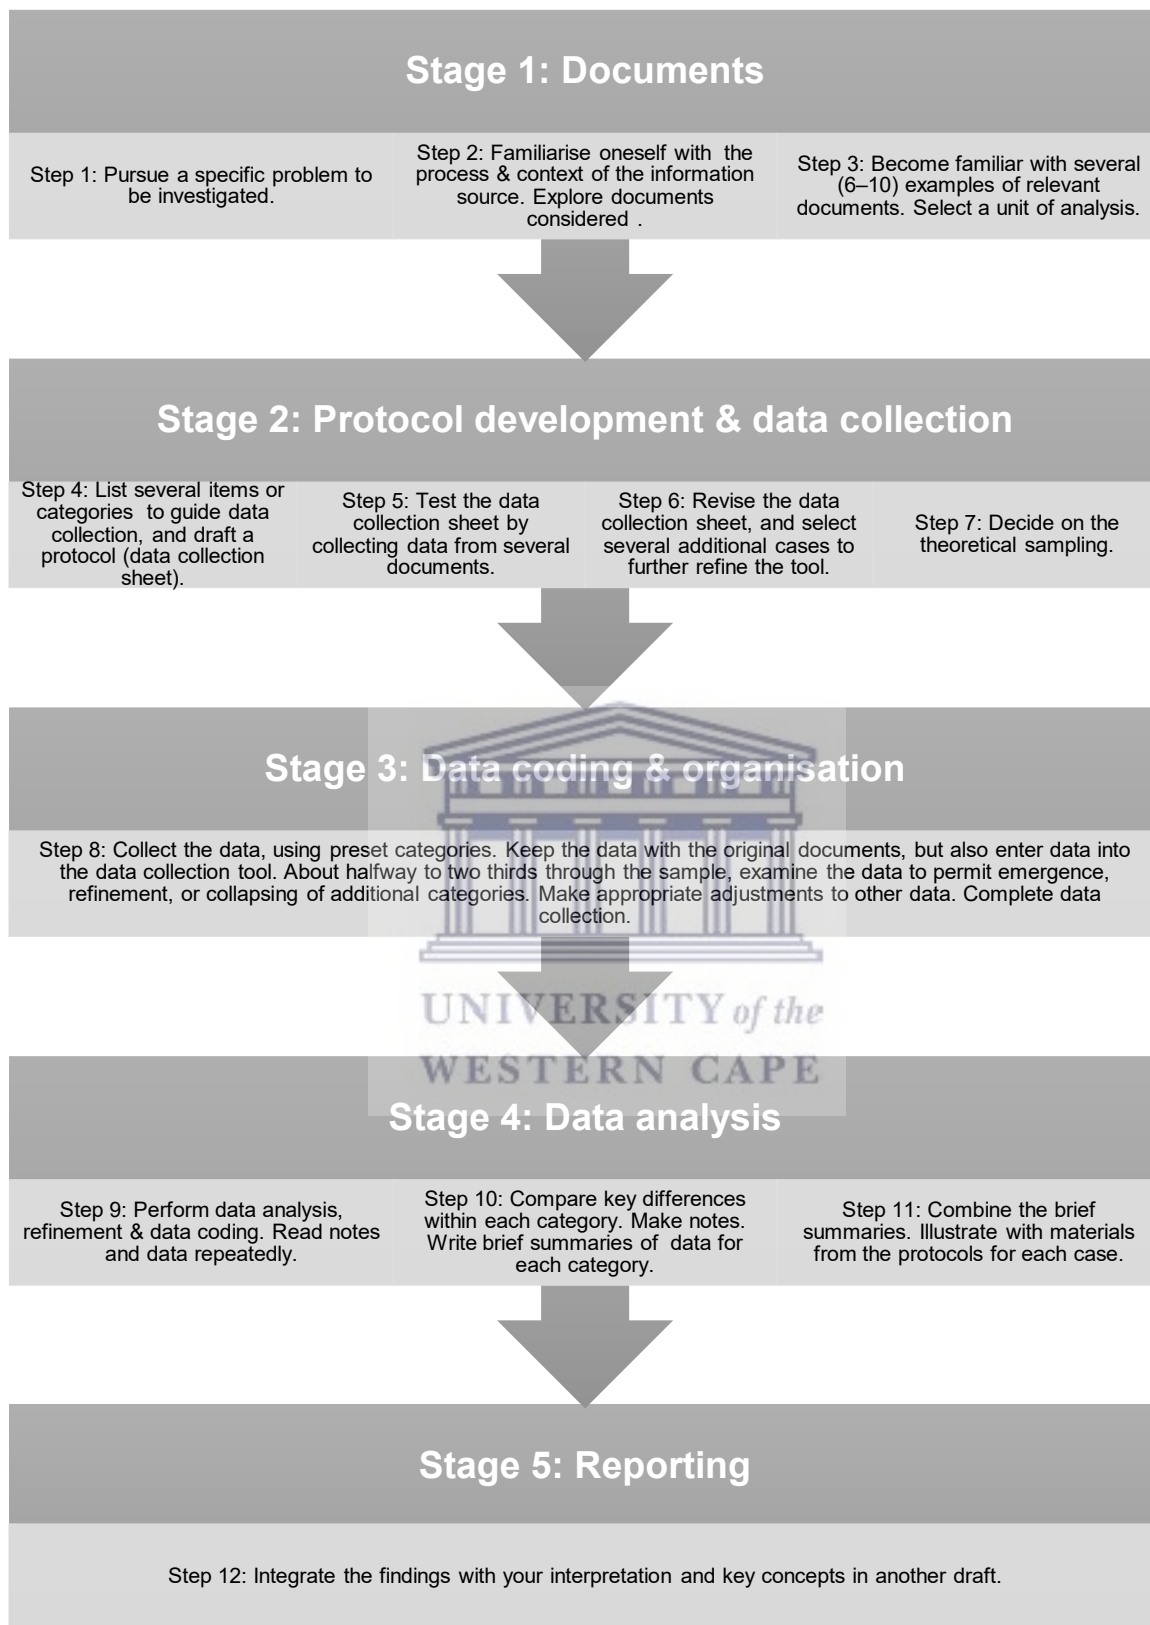 Stage 1: Documents
Step 1: Pursue a specific problem to
be investigated.
Step 2: Familiarise oneself with the
process & context of the information
source. Explore documents
considered .
Step 3: Become familiar with several
(6–10) examples of relevant
documents. Select a unit of analysis.
Stage 2: Protocol development & data collection
Step 4: List several items or
categories to guide data
collection, and draft a
protocol (data collection
sheet).
Step 5: Test the data
collection sheet by
collecting data from several
documents.
Step 6: Revise the data
collection sheet, and select
several additional cases to
further refine the tool.
Step 7: Decide on the
theoretical sampling.
Stage 3: Data coding & organisation
Step 8: Collect the data, using preset categories. Keep the data with the original documents, but also enter data into
the data collection tool. About halfway to two thirds through the sample, examine the data to permit emergence,
refinement, or collapsing of additional categories. Make appropriate adjustments to other data. Complete data
collection.
UNIVERSITY of the
WESTERN CAPE
Stage 4: Data analysis
Step 9: Perform data analysis,
refinement & data coding. Read notes
and data repeatedly.
Step 10: Compare key differences
within each category. Make notes.
Write brief summaries of data for
each category.
Step 11: Combine the brief
summaries. Illustrate with materials
from the protocols for each case.
Stage 5: Reporting
Step 12: Integrate the findings with your interpretation and key concepts in another draft.